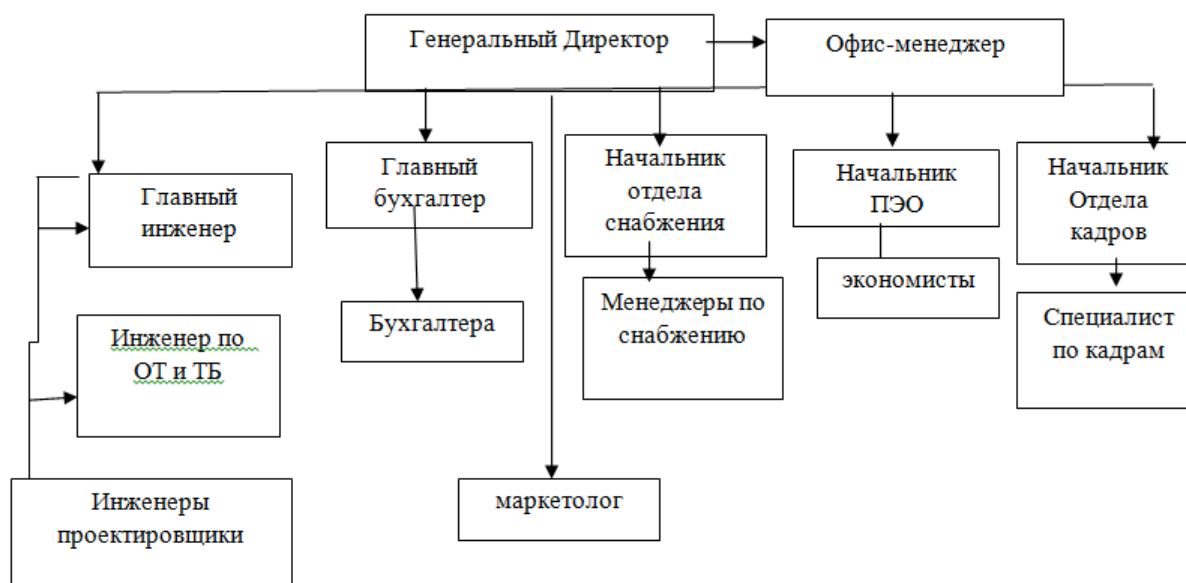 Генеральный Директор
Офис-менеджер
Главный
инженер
Главный
бухгалтер
Начальник
отдела
снабжения
Начальник
ПЭО
Начальник
Отдела
кадров
Инженер по
ОТ и ТБ
Бухгалтера
Менеджеры по
снабжению
экономисты
Специалист
по кадрам
Инженеры
проектировщики
маркетолог